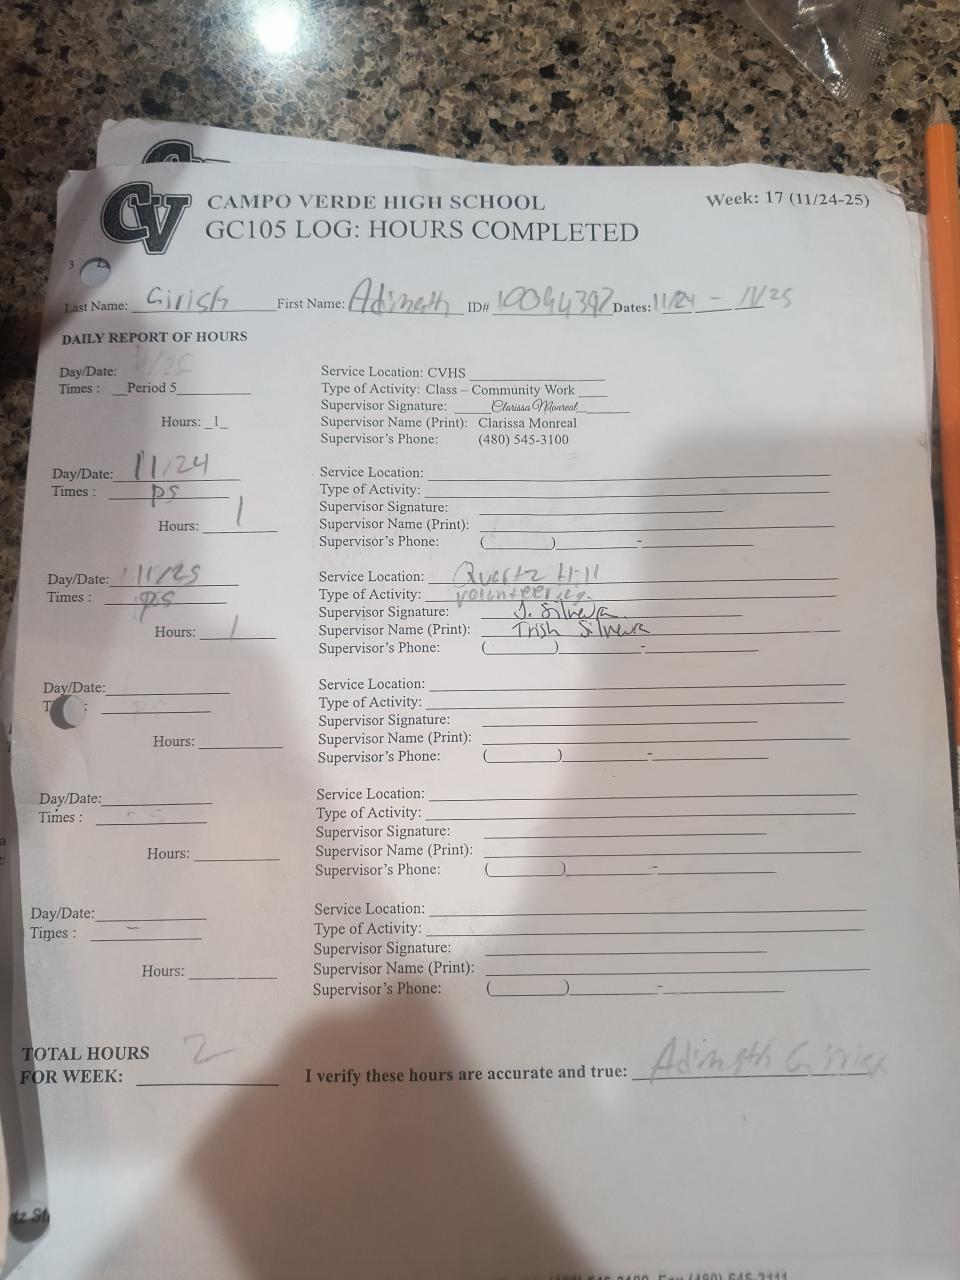 CV
CAMPO VERDE HIGH SCHOOL
Week: 17 (11/24-25)
GC105 LOG: HOURS COMPLETED
3
Last Name: Girish First Name: Adinath ID# 10094397 Dates: 11/24 - 11/25
DAILY REPORT OF HOURS
Day/Date: 11/25
Times : Period 5
Hours: 1
Service Location: CVHS
Type of Activity: Class – Community Work
Supervisor Signature: Clarissa Monreal
Supervisor Name (Print): Clarissa Monreal
Supervisor's Phone: (480) 545-3100
Day/Date: 11/24
Times : P5
Hours: 1
Service Location:
Type of Activity:
Supervisor Signature:
Supervisor Name (Print):
Supervisor's Phone: ( ) -
Day/Date: 11/25
Times : P5
Hours: 1
Service Location: Quartz Hill
Type of Activity: volunteering
Supervisor Signature:
Supervisor Name (Print): Trish
Supervisor's Phone: ( ) -
Day/Date:
T :
Hours:
Service Location:
Type of Activity:
Supervisor Signature:
Supervisor Name (Print):
Supervisor's Phone: ( ) -
Day/Date:
Times :
Hours:
Service Location:
Type of Activity:
Supervisor Signature:
Supervisor Name (Print):
Supervisor's Phone: ( ) -
Day/Date:
Times : -
Hours:
Service Location:
Type of Activity:
Supervisor Signature:
Supervisor Name (Print):
Supervisor's Phone: ( ) -
TOTAL HOURS
FOR WEEK: 2
I verify these hours are accurate and true: Adinath Girish